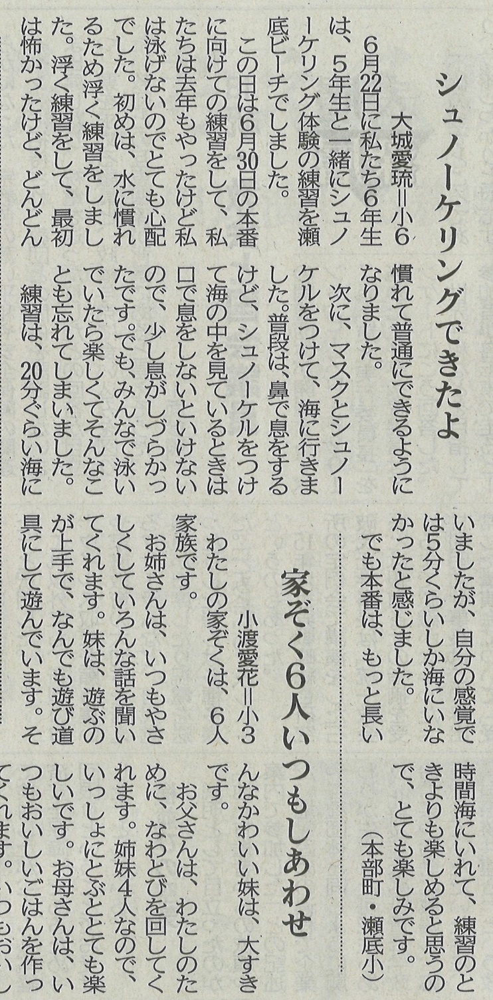 シュノーケリングできたよ
大城愛琉＝小６
６月22日に私たち６年生
は、５年生と一緒にシュノ
ーケリング体験の練習を瀬
底ビーチでしました。
この日は６月30日の本番
に向けての練習をして、私
たちは去年もやったけど私
は泳げないのでとても心配
でした。初めは、水に慣れ
るため浮く練習をしまし
た。浮く練習をして、最初
は怖かったけど、どんどん
慣れて普通にできるように
なりました。
次に、マスクとシュノー
ケルをつけて、海に行きま
した。普段は、鼻で息をする
けど、シュノーケルをつけ
て海の中を見ているときは
口で息をしないといけない
ので、少し息がしづらかっ
たです。でも、みんなで泳い
でいたら楽しくてそんなこ
とも忘れてしまいました。
練習は、20分ぐらい海に
いましたが、自分の感覚で
は５分くらいしか海にいな
かったと感じました。
でも本番は、もっと長い
時間海にいれて、練習のと
きよりも楽しめると思うの
で、とても楽しみです。
（本部町・瀬底小）
家ぞく６人いつもしあわせ
小渡愛花＝小３
わたしの家ぞくは、６人
家族です。
お姉さんは、いつもやさ
しくしていろんな話を聞い
てくれます。妹は、遊ぶの
が上手で、なんでも遊び道
具にして遊んでいます。そ
んなかわいい妹は、大すき
です。
お父さんは、わたしのた
めに、なわとびを回してく
れます。姉妹４人なので、
いっしょにとぶととても楽
しいです。お母さんは、い
つもおいしいごはんを作っ
てくれます。いつもおいし